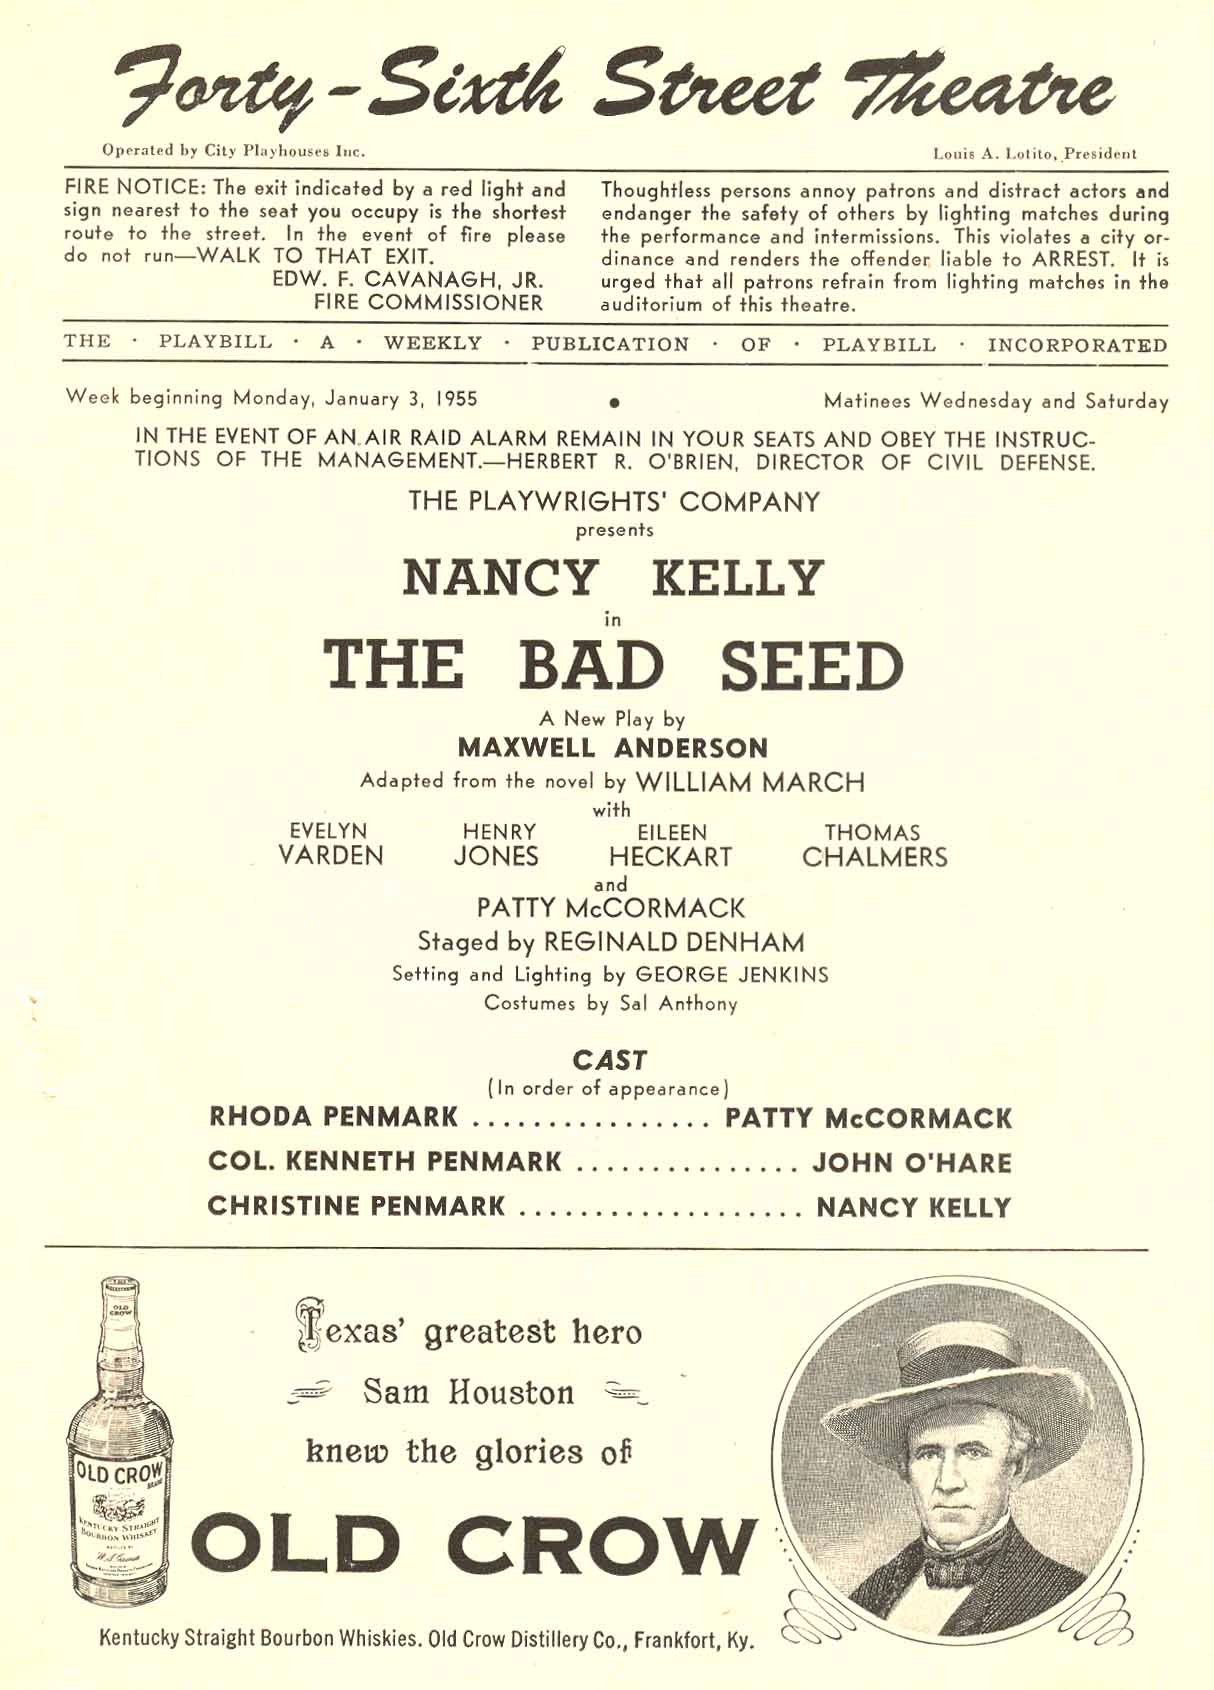 Forty-Sixth Street Theatre
Operated by City Playhouses Inc.
Louis A. Lotito, President
FIRE NOTICE: The exit indicated by a red light and
sign nearest to the seat you occupy is the shortest
route to the street. In the event of fire please
do not run—WALK TO THAT EXIT.
EDW. F. CAVANAGH, JR.
FIRE COMMISSIONER
Thoughtless persons annoy patrons and distract actors and
endanger the safety of others by lighting matches during
the performance and intermissions. This violates a city or-
dinance and renders the offender liable to ARREST. It is
urged that all patrons refrain from lighting matches in the
auditorium of this theatre.
THE · PLAYBILL · A · WEEKLY · PUBLICATION · OF · PLAYBILL · INCORPORATED
Week beginning Monday, January 3, 1955 • Matinees Wednesday and Saturday
IN THE EVENT OF AN AIR RAID ALARM REMAIN IN YOUR SEATS AND OBEY THE INSTRUC-
TIONS OF THE MANAGEMENT.—HERBERT R. O'BRIEN, DIRECTOR OF CIVIL DEFENSE.
THE PLAYWRIGHTS' COMPANY
presents
NANCY KELLY
in
THE BAD SEED
A New Play by
MAXWELL ANDERSON
Adapted from the novel by WILLIAM MARCH
with
EVELYN HENRY EILEEN THOMAS
VARDEN JONES HECKART CHALMERS
and
PATTY McCORMACK
Staged by REGINALD DENHAM
Setting and Lighting by GEORGE JENKINS
Costumes by Sal Anthony
CAST
(In order of appearance)
RHODA PENMARK ................ PATTY McCORMACK
COL. KENNETH PENMARK ............... JOHN O'HARE
CHRISTINE PENMARK ................... NANCY KELLY
OLD
CROW
OLD CROW
BRAND
KENTUCKY STRAIGHT
BOURBON WHISKEY
Texas' greatest hero
Sam Houston
knew the glories of
OLD CROW
Kentucky Straight Bourbon Whiskies. Old Crow Distillery Co., Frankfort, Ky.